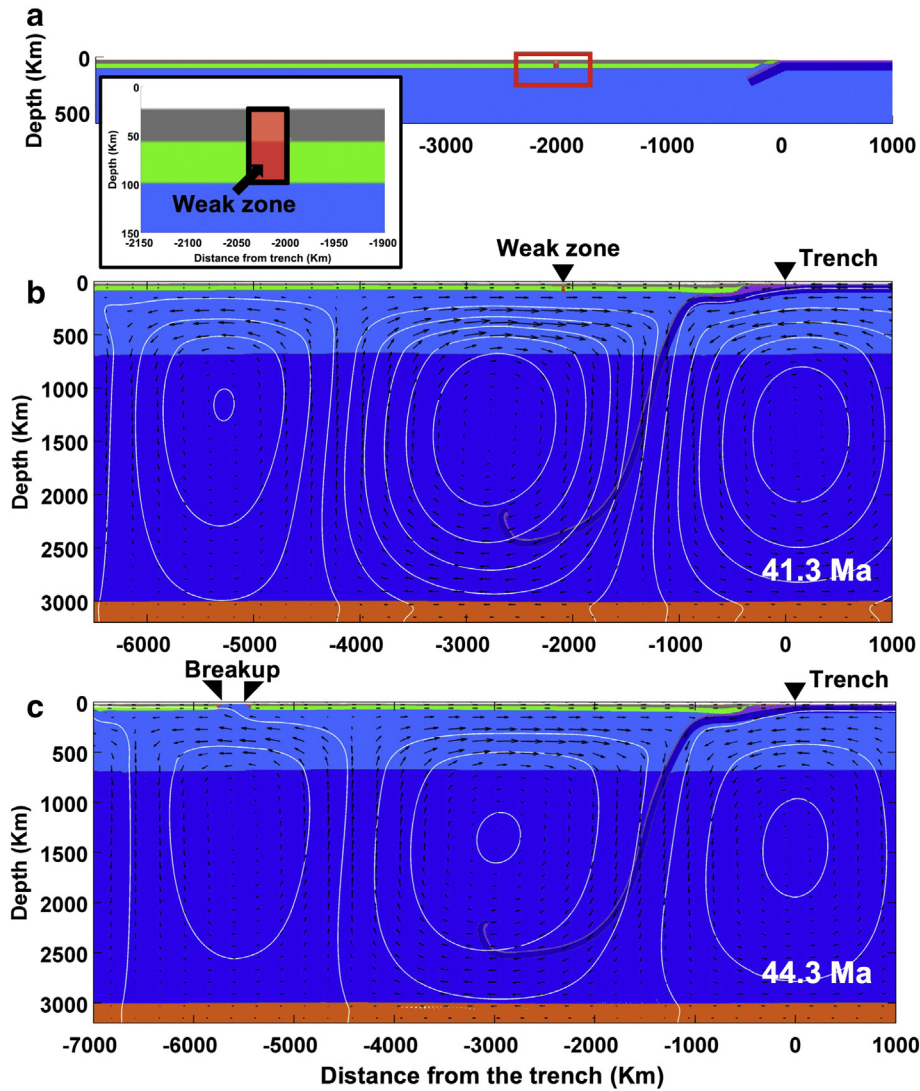 a
Depth (Km)
0
500
-3000 -2000 -1000 0 1000
Depth (Km)
0
50
100
150
Weak zone
-2150 -2100 -2050 -2000 -1950 -1900
Distance from trench (Km)
Weak zone
Trench
b
Depth (Km)
0
500
1000
1500
2000
2500
3000
41.3 Ma
-6000 -5000 -4000 -3000 -2000 -1000 0 1000
Breakup
Trench
c
Depth (Km)
0
500
1000
1500
2000
2500
3000
44.3 Ma
-7000 -6000 -5000 -4000 -3000 -2000 -1000 0 1000
Distance from the trench (Km)